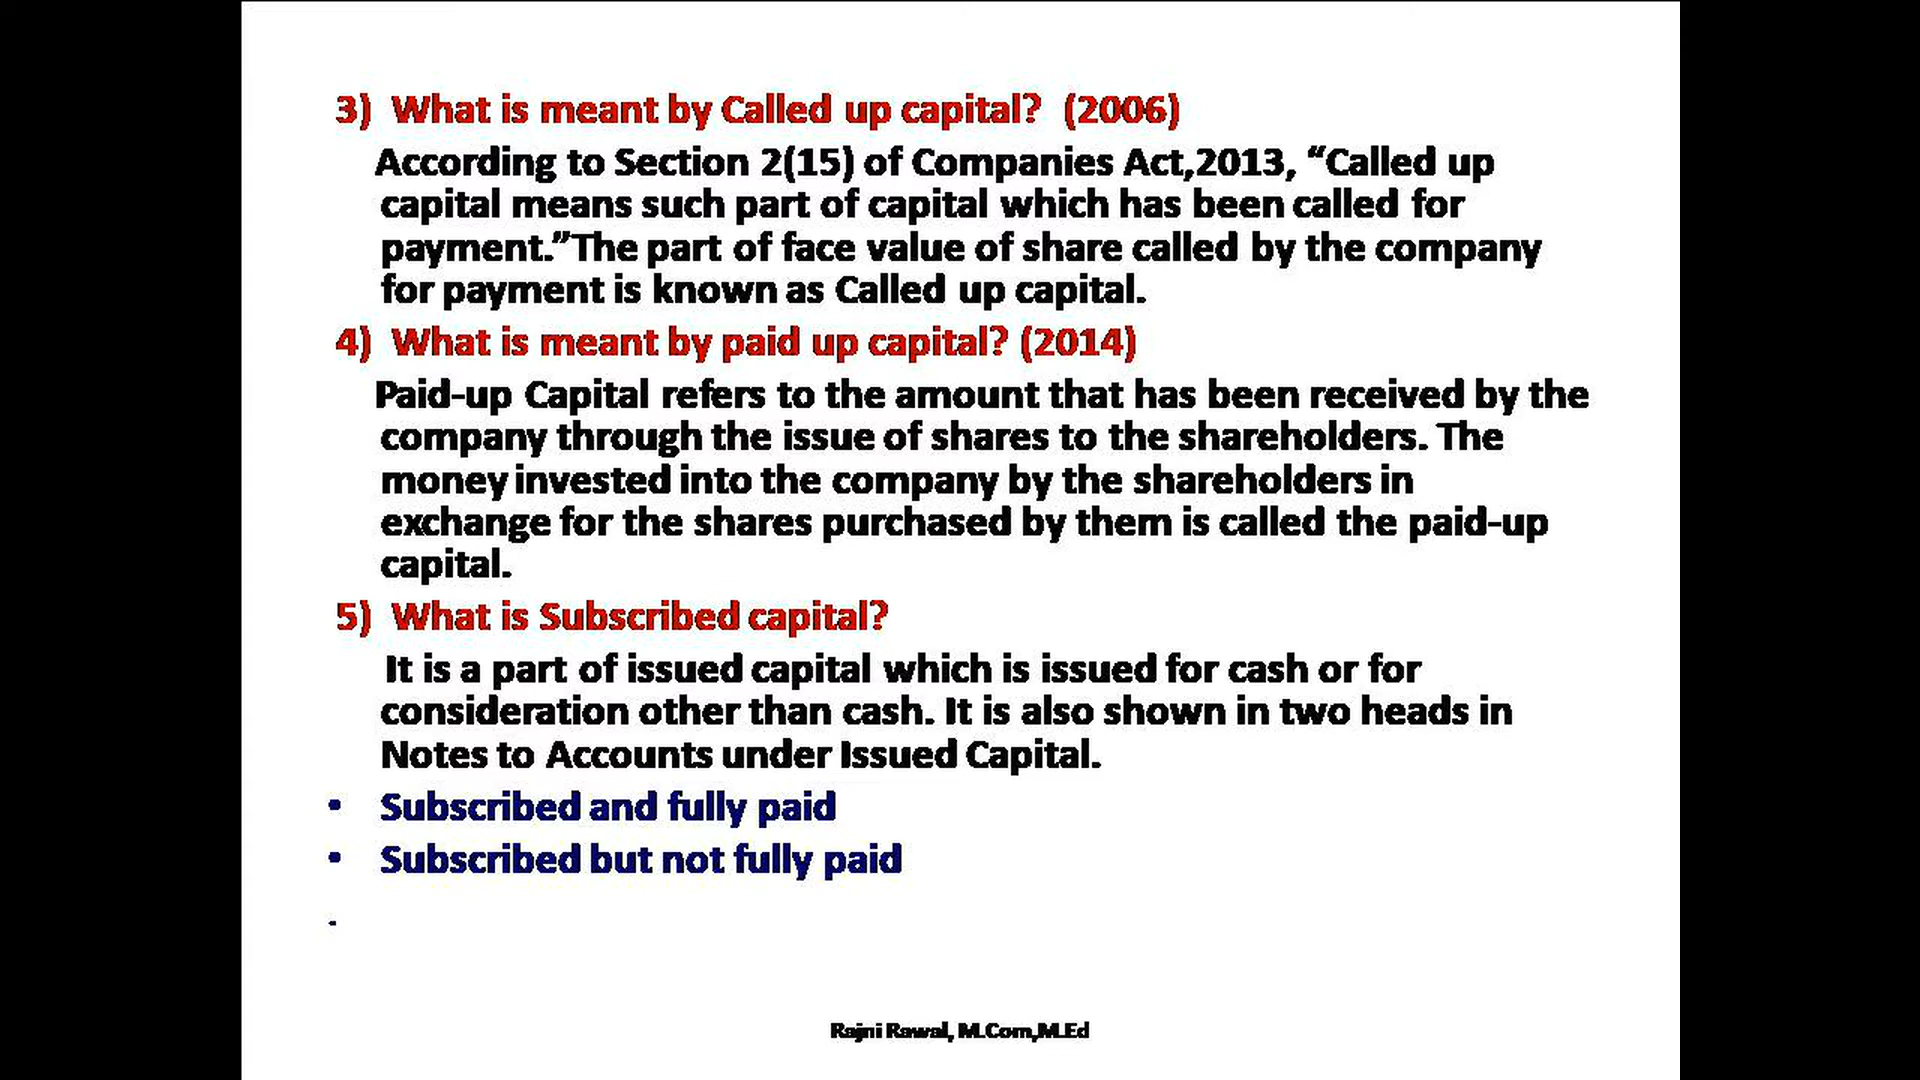 3) What is meant by Called up capital? (2006)
According to Section 2(15) of Companies Act,2013, “Called up
capital means such part of capital which has been called for
payment.”The part of face value of share called by the company
for payment is known as Called up capital.
4) What is meant by paid up capital? (2014)
Paid-up Capital refers to the amount that has been received by the
company through the issue of shares to the shareholders. The
money invested into the company by the shareholders in
exchange for the shares purchased by them is called the paid-up
capital.
5) What is Subscribed capital?
It is a part of issued capital which is issued for cash or for
consideration other than cash. It is also shown in two heads in
Notes to Accounts under Issued Capital.
• Subscribed and fully paid
• Subscribed but not fully paid
Rajni Rawal, M.Com,M.Ed